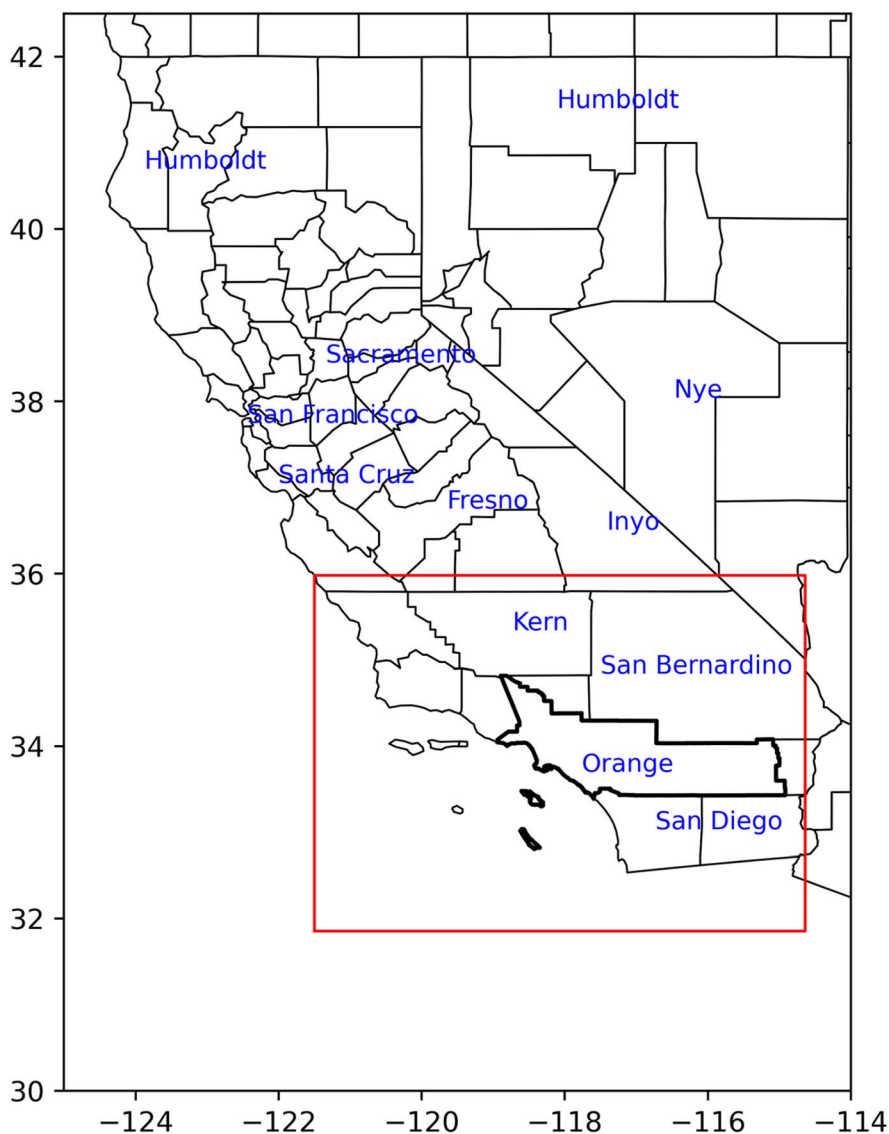 42
Humboldt
Humboldt
40
Sacramento
38
Nye
San Francisco
Santa Cruz
Fresno
Inyo
36
Kern
San Bernardino
34
Orange
San Diego
32
30
−124
−122
−120
−118
−116
−114